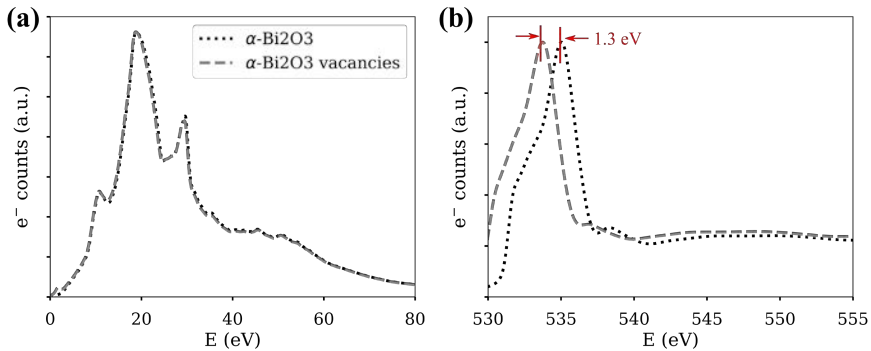 (a)
α-Bi2O3
α-Bi2O3 vacancies
e⁻ counts (a.u.)
0 20 40 60 80
E (eV)
(b)
1.3 eV
e⁻ counts (a.u.)
530 535 540 545 550 555
E (eV)